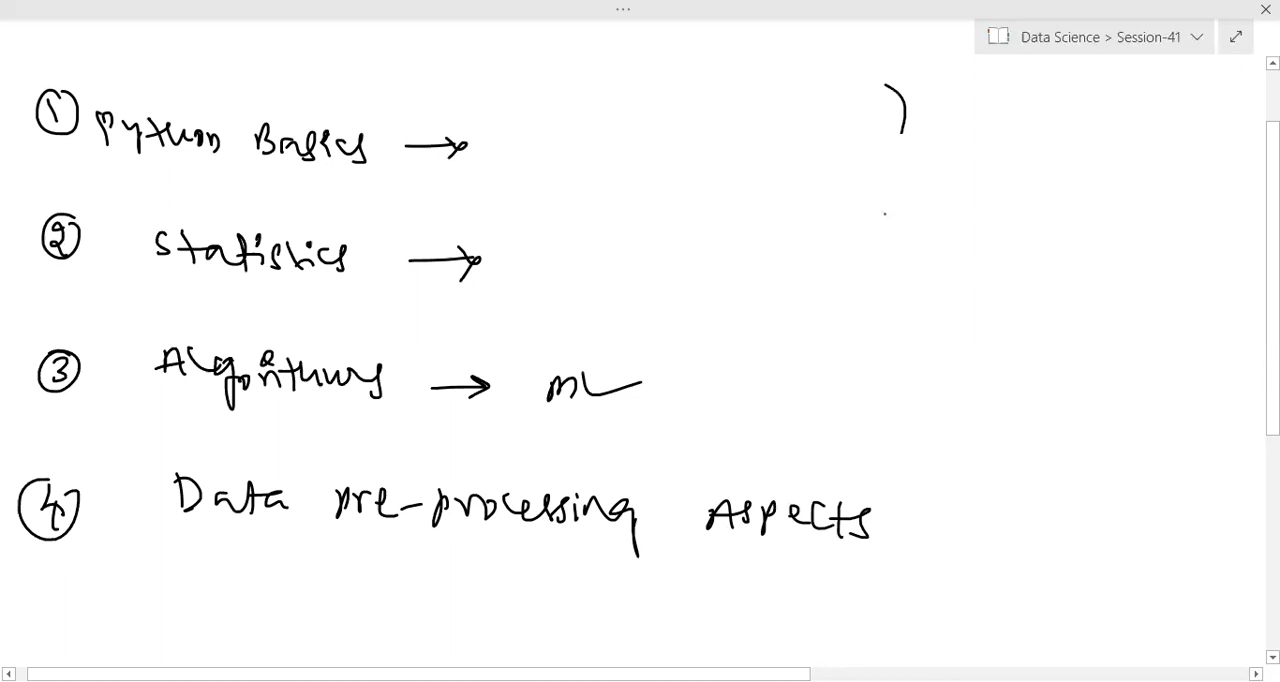 Data Science > Session-41
① Python Basics →
② Statistics →
③ Algorithms → ML
④ Data pre-processing Aspects